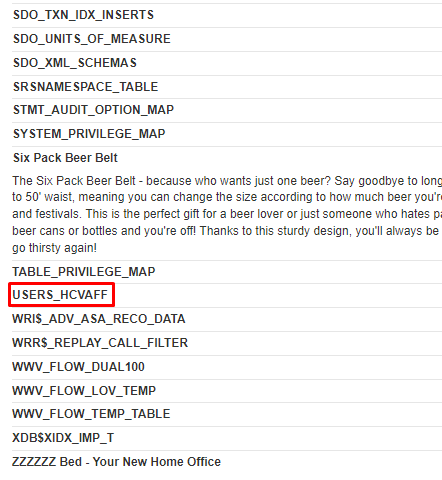 SDO_TXN_IDX_INSERTS
SDO_UNITS_OF_MEASURE
SDO_XML_SCHEMAS
SRSNAMESPACE_TABLE
STMT_AUDIT_OPTION_MAP
SYSTEM_PRIVILEGE_MAP
Six Pack Beer Belt
The Six Pack Beer Belt - because who wants just one beer? Say goodbye to long
to 50' waist, meaning you can change the size according to how much beer you'r
and festivals. This is the perfect gift for a beer lover or just someone who hates pa
beer cans or bottles and you're off! Thanks to this sturdy design, you'll always be
go thirsty again!
TABLE_PRIVILEGE_MAP
USERS_HCVAFF
WRI$_ADV_ASA_RECO_DATA
WRR$_REPLAY_CALL_FILTER
WWV_FLOW_DUAL100
WWV_FLOW_LOV_TEMP
WWV_FLOW_TEMP_TABLE
XDB$XIDX_IMP_T
ZZZZZZ Bed - Your New Home Office